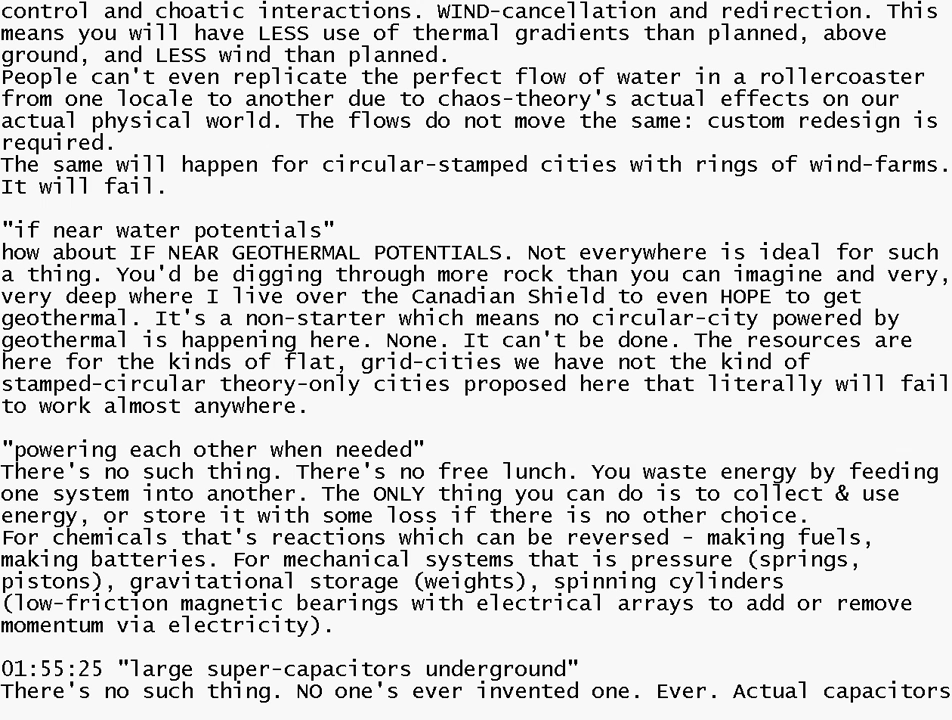 control and choatic interactions. WIND-cancellation and redirection. This
means you will have LESS use of thermal gradients than planned, above
ground, and LESS wind than planned.
People can't even replicate the perfect flow of water in a rollercoaster
from one locale to another due to chaos-theory's actual effects on our
actual physical world. The flows do not move the same: custom redesign is
required.
The same will happen for circular-stamped cities with rings of wind-farms.
It will fail.

"if near water potentials"
how about IF NEAR GEOTHERMAL POTENTIALS. Not everywhere is ideal for such
a thing. You'd be digging through more rock than you can imagine and very,
very deep where I live over the Canadian Shield to even HOPE to get
geothermal. It's a non-starter which means no circular-city powered by
geothermal is happening here. None. It can't be done. The resources are
here for the kinds of flat, grid-cities we have not the kind of
stamped-circular theory-only cities proposed here that literally will fail
to work almost anywhere.

"powering each other when needed"
There's no such thing. There's no free lunch. You waste energy by feeding
one system into another. The ONLY thing you can do is to collect & use
energy, or store it with some loss if there is no other choice.
For chemicals that's reactions which can be reversed - making fuels,
making batteries. For mechanical systems that is pressure (springs,
pistons), gravitational storage (weights), spinning cylinders
(low-friction magnetic bearings with electrical arrays to add or remove
momentum via electricity).

01:55:25 "large super-capacitors underground"
There's no such thing. NO one's ever invented one. Ever. Actual capacitors